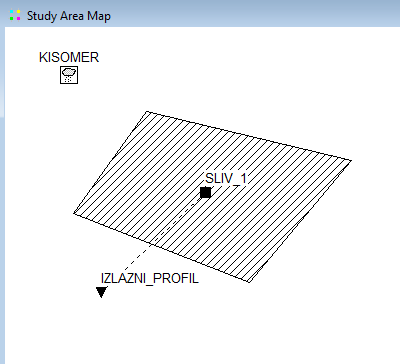 Study Area Map
KISOMER
SLIV_1
IZLAZNI_PROFIL